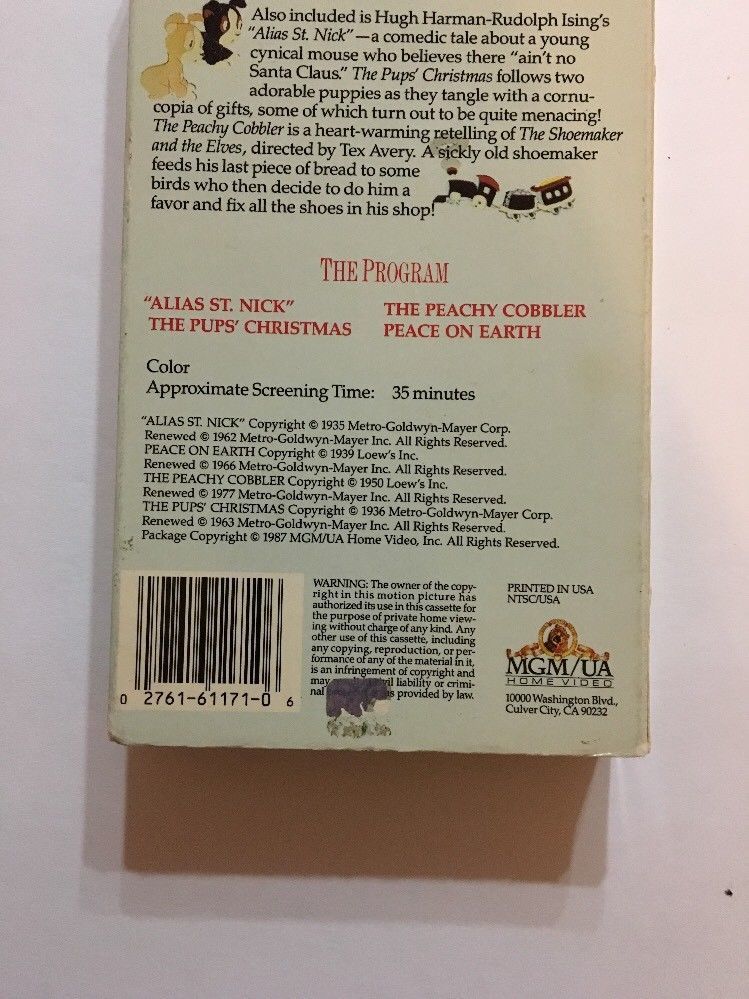 Also included is Hugh Harman-Rudolph Ising's
"Alias St. Nick"—a comedic tale about a young
cynical mouse who believes there "ain't no
Santa Claus." The Pups' Christmas follows two
adorable puppies as they tangle with a cornu-
copia of gifts, some of which turn out to be quite menacing!
The Peachy Cobbler is a heart-warming retelling of The Shoemaker
and the Elves, directed by Tex Avery. A sickly old shoemaker
feeds his last piece of bread to some
birds who then decide to do him a
favor and fix all the shoes in his shop!
THE PROGRAM
"ALIAS ST. NICK"
THE PUPS' CHRISTMAS
THE PEACHY COBBLER
PEACE ON EARTH
Color
Approximate Screening Time: 35 minutes
"ALIAS ST. NICK" Copyright © 1935 Metro-Goldwyn-Mayer Corp.
Renewed © 1962 Metro-Goldwyn-Mayer Inc. All Rights Reserved.
PEACE ON EARTH Copyright © 1939 Loew's Inc.
Renewed © 1966 Metro-Goldwyn-Mayer Inc. All Rights Reserved.
THE PEACHY COBBLER Copyright © 1950 Loew's Inc.
Renewed © 1977 Metro-Goldwyn-Mayer Inc. All Rights Reserved.
THE PUPS' CHRISTMAS Copyright © 1936 Metro-Goldwyn-Mayer Corp.
Renewed © 1963 Metro-Goldwyn-Mayer Inc. All Rights Reserved.
Package Copyright © 1987 MGM/UA Home Video, Inc. All Rights Reserved.
0 2761-61171-0 6
WARNING: The owner of the copy-
right in this motion picture has
authorized its use in this cassette for
the purpose of private home view-
ing without charge of any kind. Any
other use of this cassette, including
any copying, reproduction, or per-
formance of any of the material in it,
is an infringement of copyright and
may liability or crimi-
nal as provided by law.
PRINTED IN USA
NTSC/USA
MGM/UA
HOME VIDEO
10000 Washington Blvd.,
Culver City, CA 90232